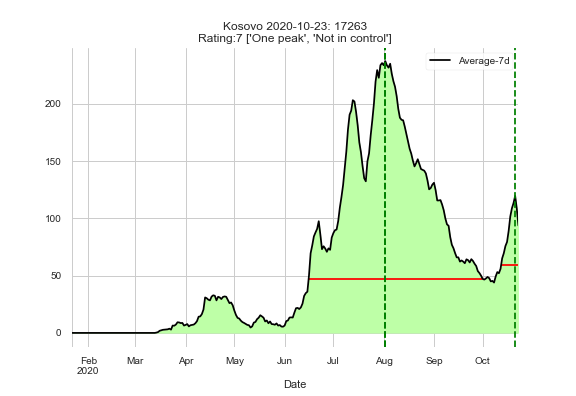 Kosovo 2020-10-23: 17263
Rating:7 ['One peak', 'Not in control']
Average-7d
200
150
100
50
0
Feb Mar Apr May Jun Jul Aug Sep Oct
2020
Date